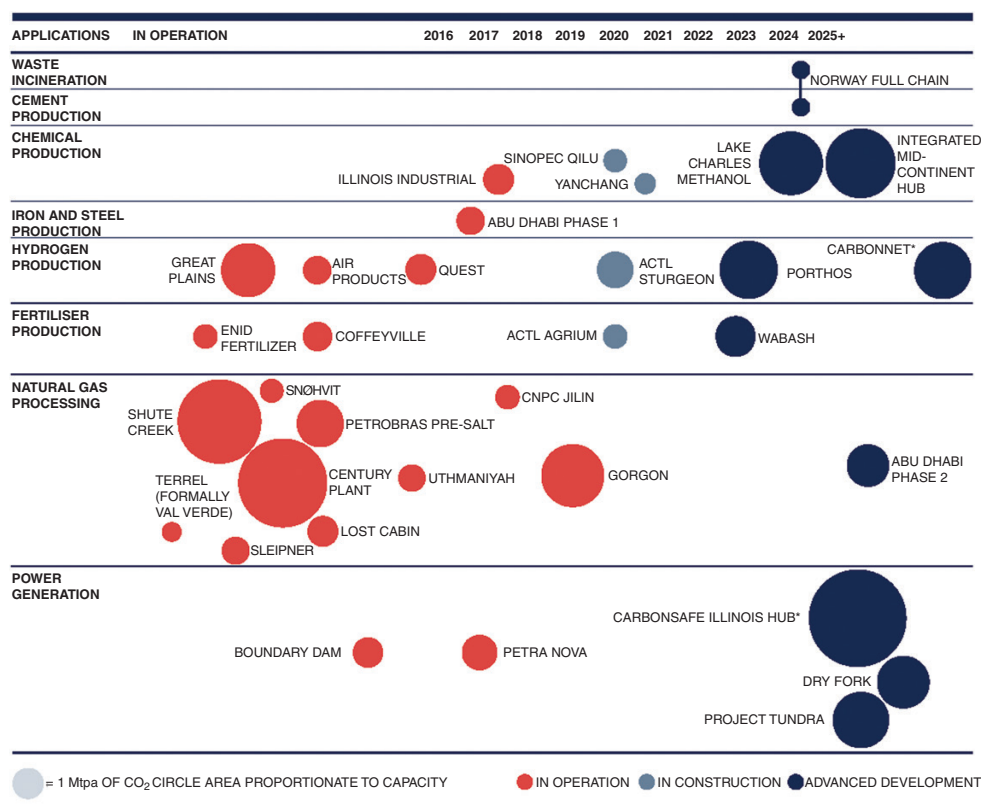 APPLICATIONS IN OPERATION 2016 2017 2018 2019 2020 2021 2022 2023 2024 2025+
WASTE
INCINERATION
NORWAY FULL CHAIN
CEMENT
PRODUCTION
CHEMICAL
PRODUCTION
ILLINOIS INDUSTRIAL
SINOPEC QILU
YANCHANG
LAKE
CHARLES
METHANOL
INTEGRATED
MID-
CONTINENT
HUB
IRON AND STEEL
PRODUCTION
ABU DHABI PHASE 1
HYDROGEN
PRODUCTION
GREAT
PLAINS
AIR
PRODUCTS
QUEST
ACTL
STURGEON
PORTHOS
CARBONNET*
FERTILISER
PRODUCTION
ENID
FERTILIZER
COFFEYVILLE
ACTL AGRIUM
WABASH
NATURAL GAS
PROCESSING
SHUTE
CREEK
SNØHVIT
PETROBRAS PRE-SALT
CNPC JILIN
TERREL
(FORMALLY
VAL VERDE)
CENTURY
PLANT
UTHMANIYAH
GORGON
ABU DHABI
PHASE 2
LOST CABIN
SLEIPNER
POWER
GENERATION
BOUNDARY DAM
PETRA NOVA
CARBONSAFE ILLINOIS HUB*
DRY FORK
PROJECT TUNDRA
= 1 Mtpa OF CO2 CIRCLE AREA PROPORTIONATE TO CAPACITY
IN OPERATION
IN CONSTRUCTION
ADVANCED DEVELOPMENT